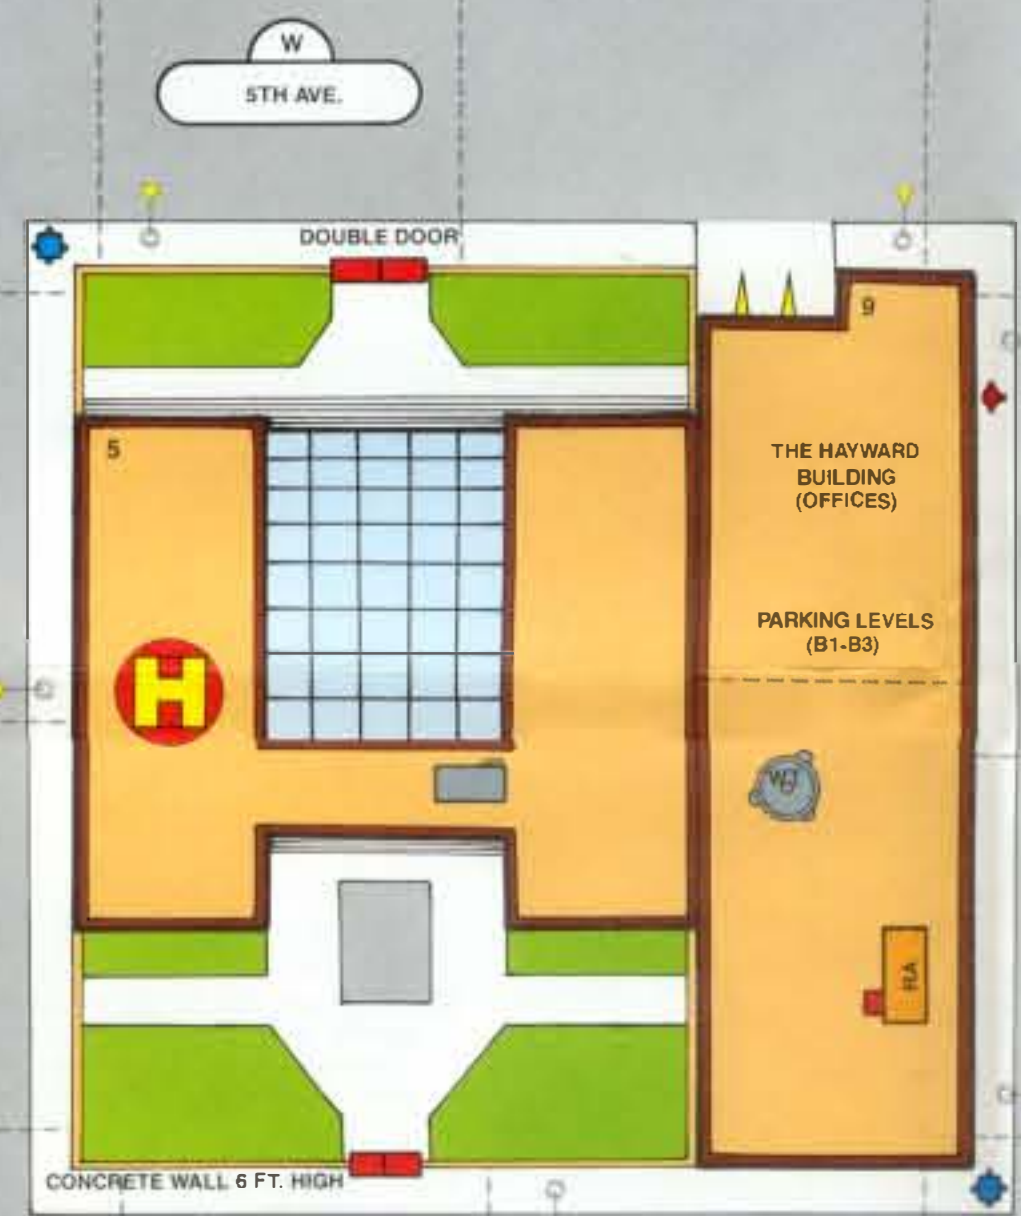 W
5TH AVE.
DOUBLE DOOR
9
5
THE HAYWARD
BUILDING
(OFFICES)
PARKING LEVELS
(B1-B3)
H
WT
RA
CONCRETE WALL 6 FT. HIGH